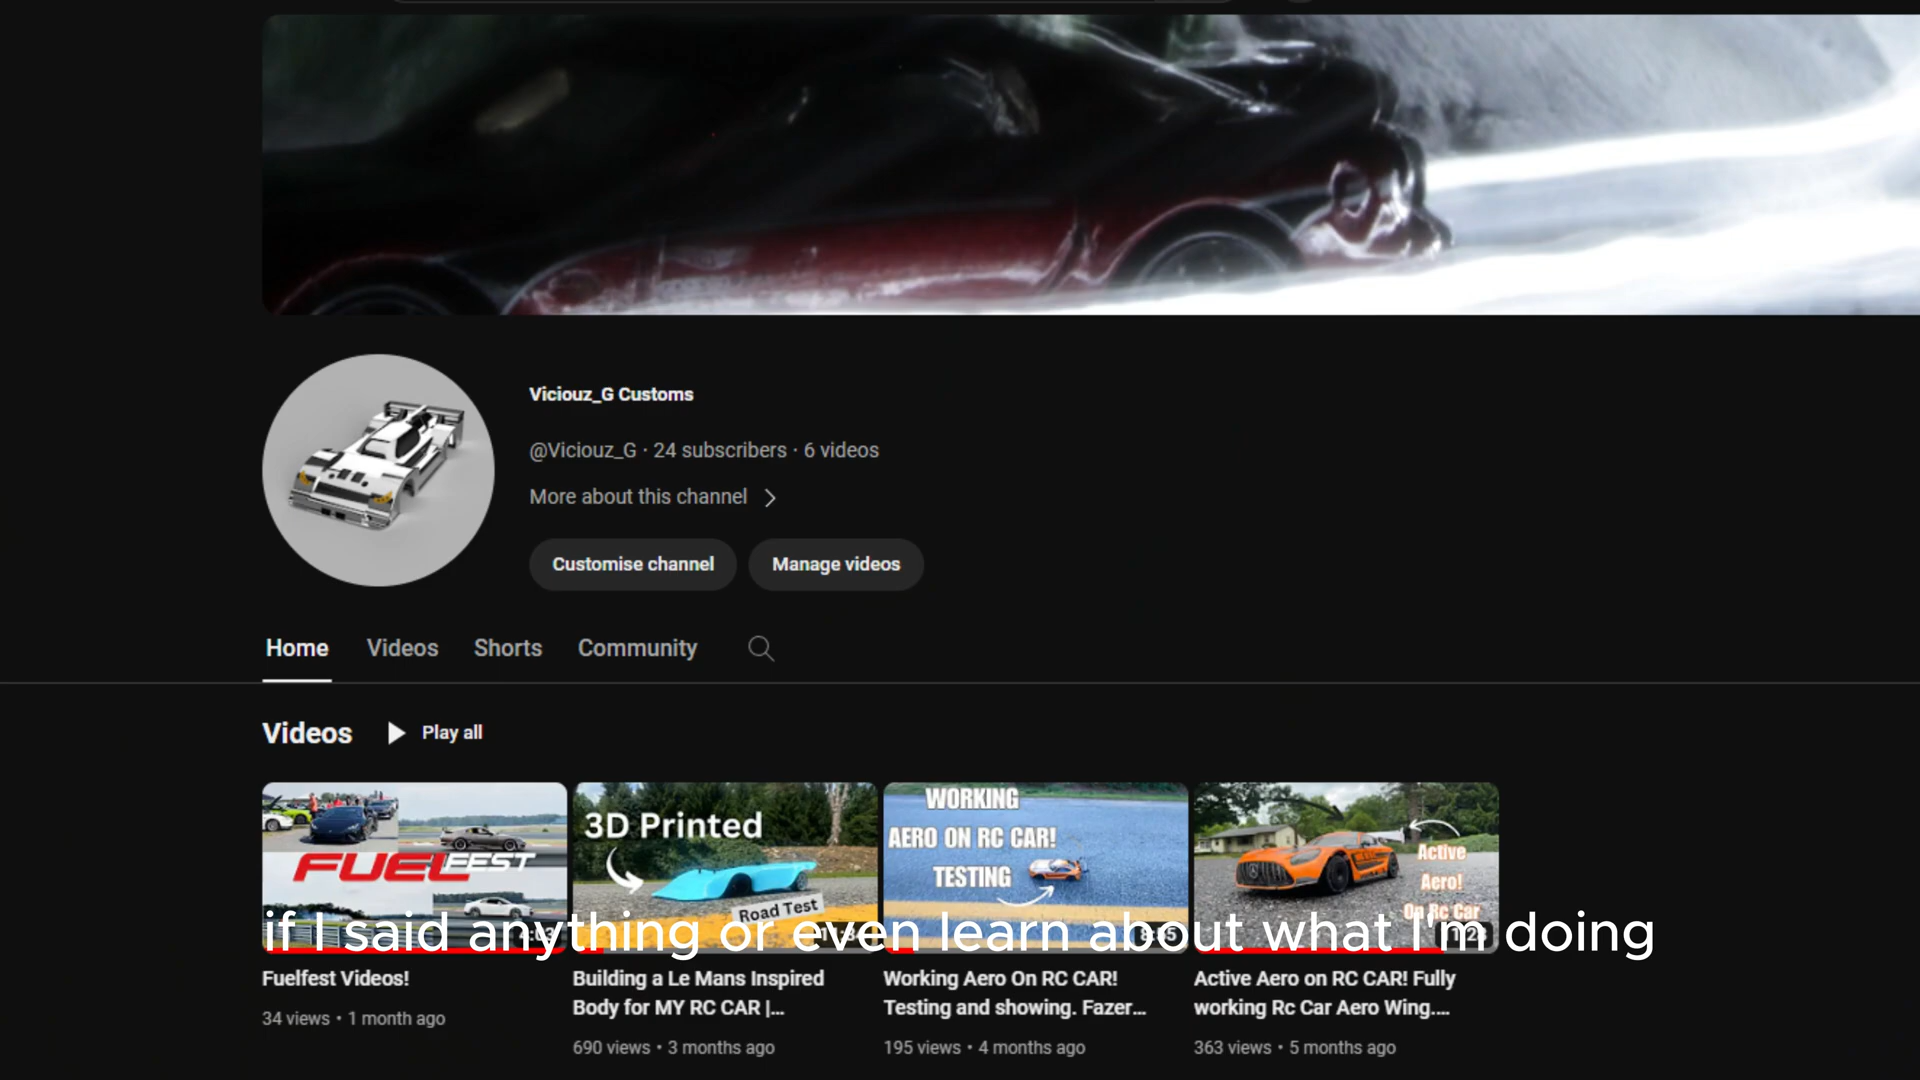 Viciouz_G Customs
@Viciouz_G · 24 subscribers · 6 videos
More about this channel
Customise channel
Manage videos
Home
Videos
Shorts
Community
Videos
Play all
FUELFEST
3D Printed
Road Test
WORKING
AERO ON RC CAR!
TESTING
Active
Aero!
On Rc Car
if I said anything or even learn about what I'm doing
Fuelfest Videos!
34 views • 1 month ago
Building a Le Mans Inspired
Body for MY RC CAR |...
690 views • 3 months ago
Working Aero On RC CAR!
Testing and showing. Fazer...
195 views • 4 months ago
Active Aero on RC CAR! Fully
working Rc Car Aero Wing....
363 views • 5 months ago